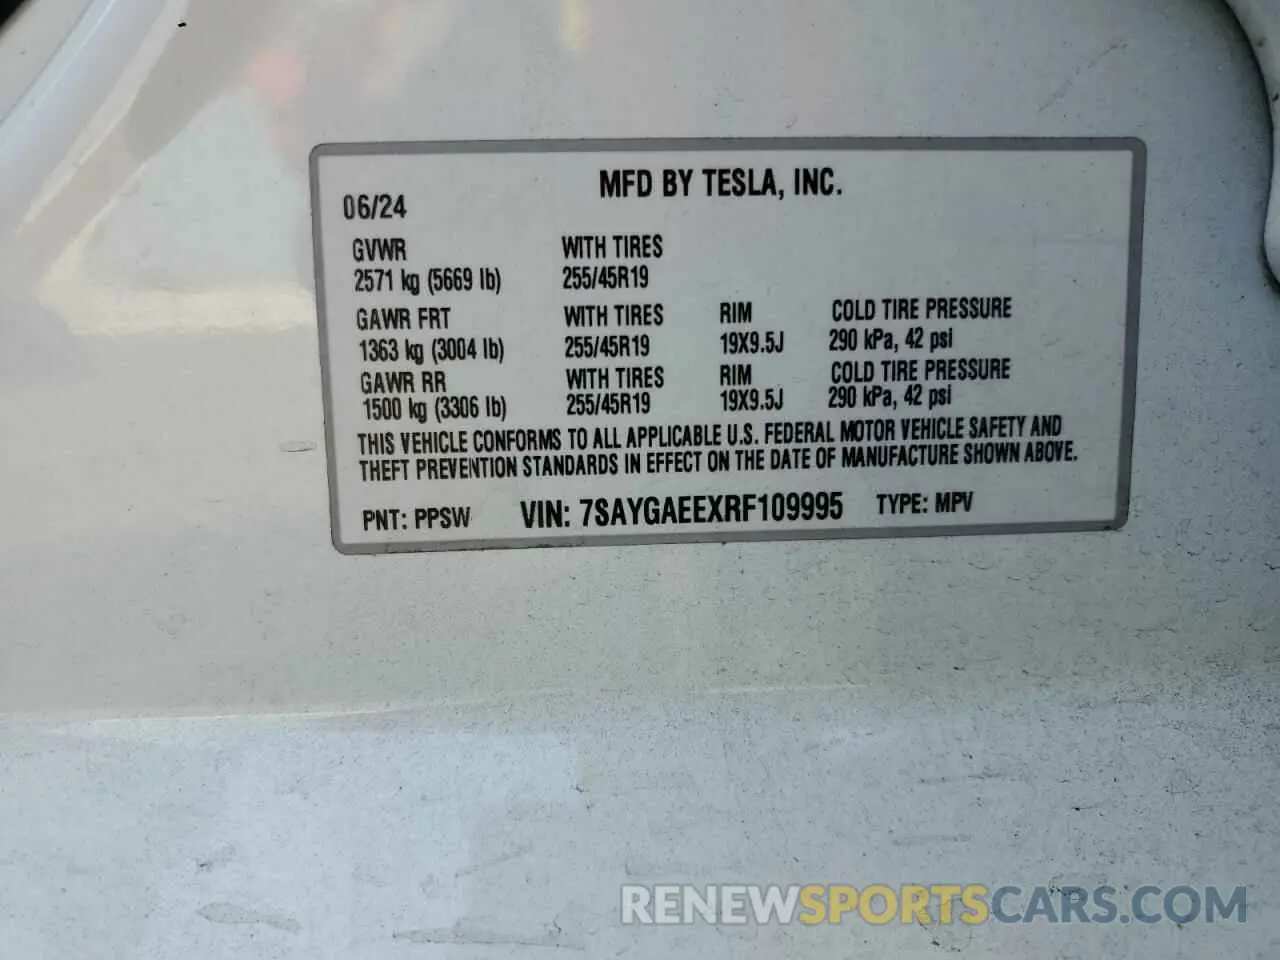 MFD BY TESLA, INC.
06/24
GVWR WITH TIRES
2571 kg (5669 lb) 255/45R19
GAWR FRT WITH TIRES RIM COLD TIRE PRESSURE
1363 kg (3004 lb) 255/45R19 19X9.5J 290 kPa, 42 psi
GAWR RR WITH TIRES RIM COLD TIRE PRESSURE
1500 kg (3306 lb) 255/45R19 19X9.5J 290 kPa, 42 psi
THIS VEHICLE CONFORMS TO ALL APPLICABLE U.S. FEDERAL MOTOR VEHICLE SAFETY AND
THEFT PREVENTION STANDARDS IN EFFECT ON THE DATE OF MANUFACTURE SHOWN ABOVE.
PNT: PPSW VIN: 7SAYGAEEXRF109995 TYPE: MPV
RENEWSPORTSCARS.COM